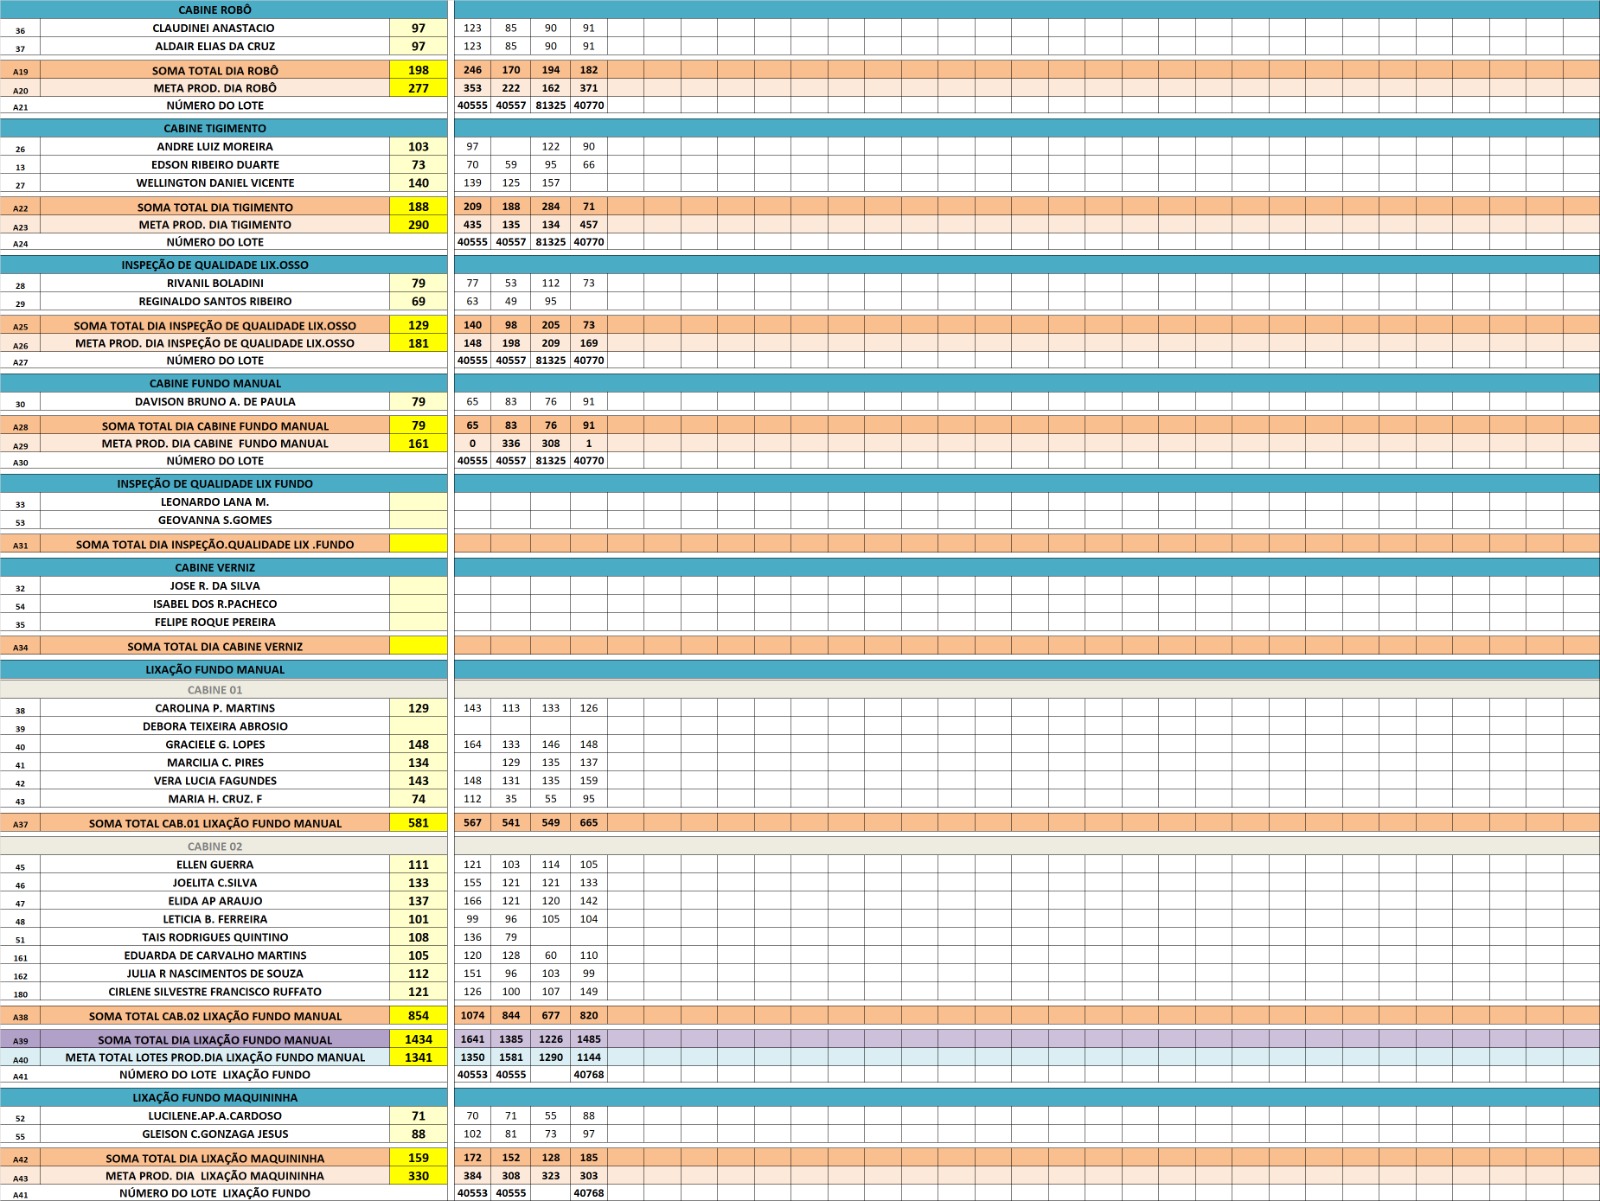 CABINE ROBÔ
36 CLAUDINEI ANASTACIO 97 123 85 90 91
37 ALDAIR ELIAS DA CRUZ 97 123 85 90 91
A19 SOMA TOTAL DIA ROBÔ 198 246 170 194 182
A20 META PROD. DIA ROBÔ 277 353 222 162 371
A21 NÚMERO DO LOTE 40555 40557 81325 40770
CABINE TIGIMENTO
26 ANDRE LUIZ MOREIRA 103 97 122 90
13 EDSON RIBEIRO DUARTE 73 70 59 95 66
27 WELLINGTON DANIEL VICENTE 140 139 125 157
A22 SOMA TOTAL DIA TIGIMENTO 188 209 188 284 71
A23 META PROD. DIA TIGIMENTO 290 435 135 134 457
A24 NÚMERO DO LOTE 40555 40557 81325 40770
INSPEÇÃO DE QUALIDADE LIX.OSSO
28 RIVANIL BOLADINI 79 77 53 112 73
29 REGINALDO SANTOS RIBEIRO 69 63 49 95
A25 SOMA TOTAL DIA INSPEÇÃO DE QUALIDADE LIX.OSSO 129 140 98 205 73
A26 META PROD. DIA INSPEÇÃO DE QUALIDADE LIX.OSSO 181 148 198 209 169
A27 NÚMERO DO LOTE 40555 40557 81325 40770
CABINE FUNDO MANUAL
30 DAVISON BRUNO A. DE PAULA 79 65 83 76 91
A28 SOMA TOTAL DIA CABINE FUNDO MANUAL 79 65 83 76 91
A29 META PROD. DIA CABINE FUNDO MANUAL 161 0 336 308 1
A30 NÚMERO DO LOTE 40555 40557 81325 40770
INSPEÇÃO DE QUALIDADE LIX FUNDO
33 LEONARDO LANA M.
53 GEOVANNA S.GOMES
A31 SOMA TOTAL DIA INSPEÇÃO.QUALIDADE LIX .FUNDO
CABINE VERNIZ
32 JOSE R. DA SILVA
54 ISABEL DOS R.PACHECO
35 FELIPE ROQUE PEREIRA
A34 SOMA TOTAL DIA CABINE VERNIZ
LIXAÇÃO FUNDO MANUAL
CABINE 01
38 CAROLINA P. MARTINS 129 143 113 133 126
39 DEBORA TEIXEIRA ABROSIO
40 GRACIELE G. LOPES 148 164 133 146 148
41 MARCILIA C. PIRES 134 129 135 137
42 VERA LUCIA FAGUNDES 143 148 131 135 159
43 MARIA H. CRUZ. F 74 112 35 55 95
A37 SOMA TOTAL CAB.01 LIXAÇÃO FUNDO MANUAL 581 567 541 549 665
CABINE 02
45 ELLEN GUERRA 111 121 103 114 105
46 JOELITA C.SILVA 133 155 121 121 133
47 ELIDA AP ARAUJO 137 166 121 120 142
48 LETICIA B. FERREIRA 101 99 96 105 104
51 TAIS RODRIGUES QUINTINO 108 136 79
161 EDUARDA DE CARVALHO MARTINS 105 120 128 60 110
162 JULIA R NASCIMENTOS DE SOUZA 112 151 96 103 99
180 CIRLENE SILVESTRE FRANCISCO RUFFATO 121 126 100 107 149
A38 SOMA TOTAL CAB.02 LIXAÇÃO FUNDO MANUAL 854 1074 844 677 820
A39 SOMA TOTAL DIA LIXAÇÃO FUNDO MANUAL 1434 1641 1385 1226 1485
A40 META TOTAL LOTES PROD.DIA LIXAÇÃO FUNDO MANUAL 1341 1350 1581 1290 1144
A41 NÚMERO DO LOTE LIXAÇÃO FUNDO 40553 40555 40768
LIXAÇÃO FUNDO MAQUININHA
52 LUCILENE.AP.A.CARDOSO 71 70 71 55 88
55 GLEISON C.GONZAGA JESUS 88 102 81 73 97
A42 SOMA TOTAL DIA LIXAÇÃO MAQUININHA 159 172 152 128 185
A43 META PROD. DIA LIXAÇÃO MAQUININHA 330 384 308 323 303
A41 NÚMERO DO LOTE LIXAÇÃO FUNDO 40553 40555 40768